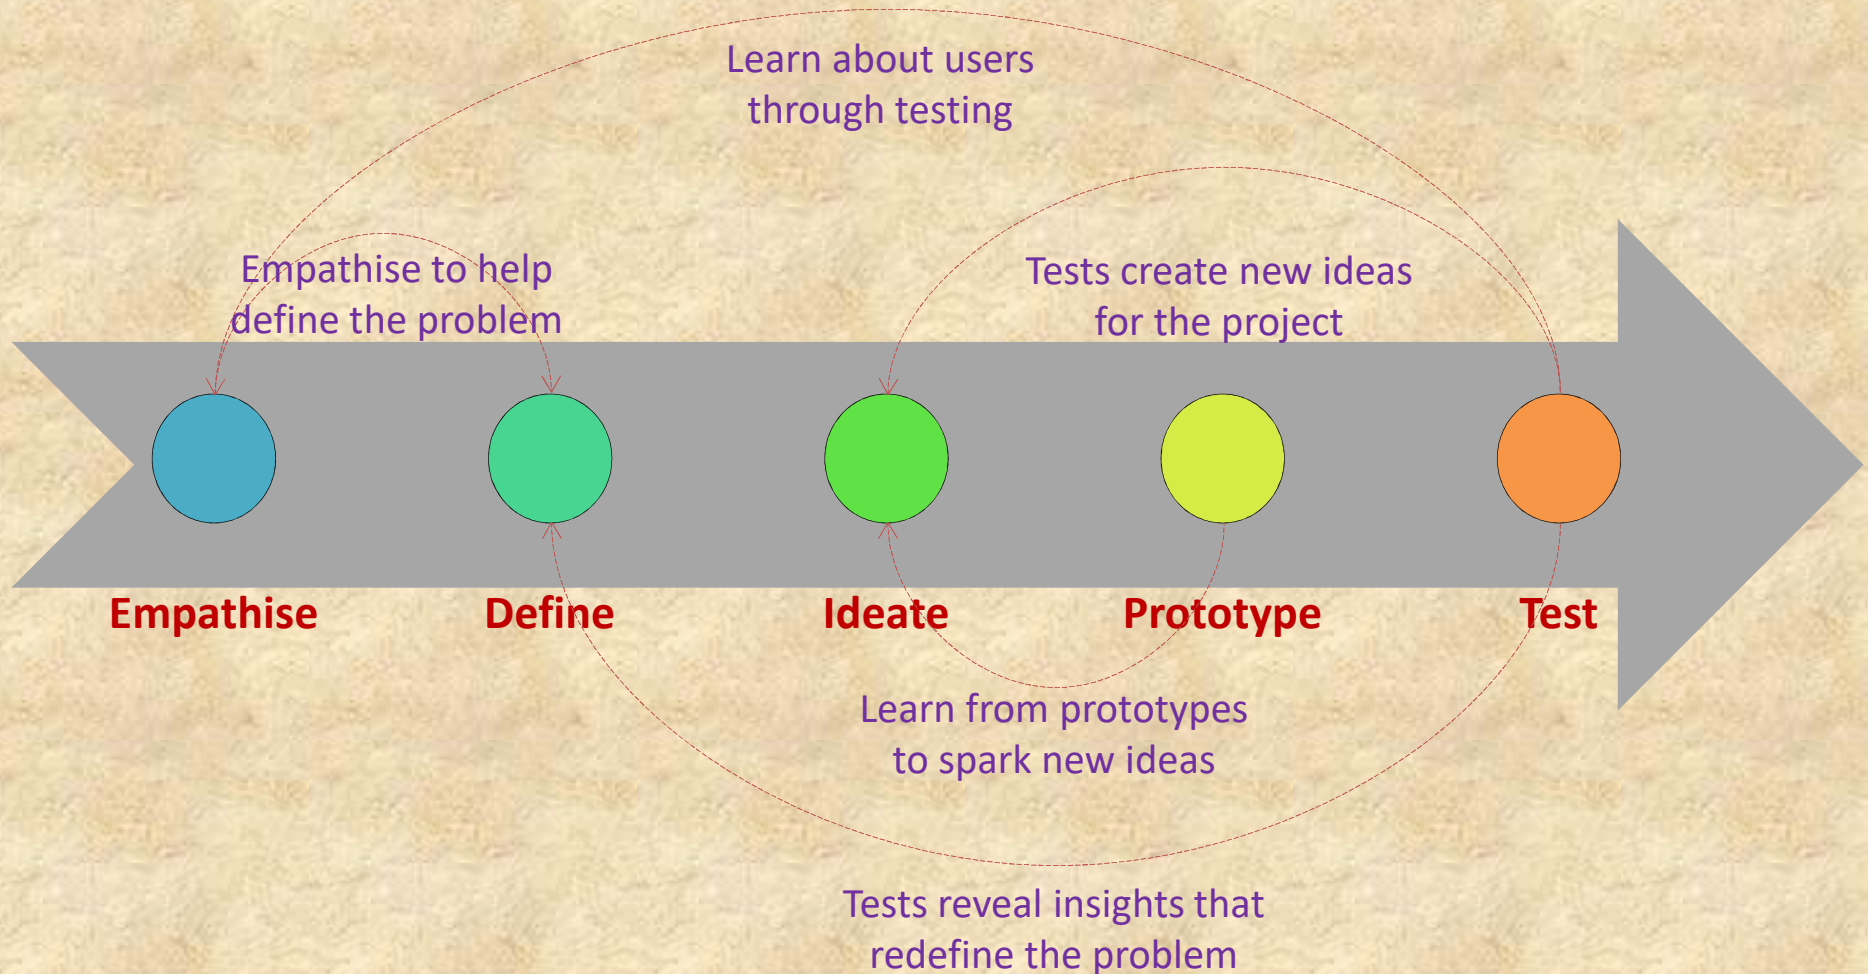 Learn about users
through testing
Empathise to help
define the problem
Tests create new ideas
for the project
Empathise
Define
Ideate
Prototype
Test
Learn from prototypes
to spark new ideas
Tests reveal insights that
redefine the problem